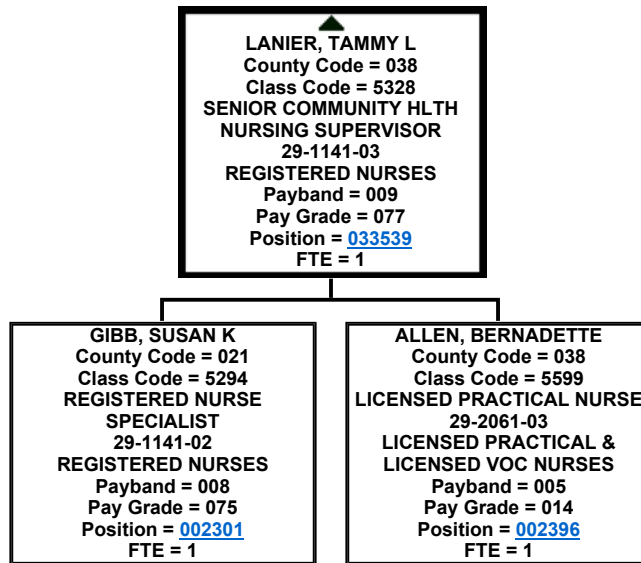 LANIER, TAMMY L
County Code = 038
Class Code = 5328
SENIOR COMMUNITY HLTH
NURSING SUPERVISOR
29-1141-03
REGISTERED NURSES
Payband = 009
Pay Grade = 077
Position = 033539
FTE = 1
GIBB, SUSAN K
County Code = 021
Class Code = 5294
REGISTERED NURSE
SPECIALIST
29-1141-02
REGISTERED NURSES
Payband = 008
Pay Grade = 075
Position = 002301
FTE = 1
ALLEN, BERNADETTE
County Code = 038
Class Code = 5599
LICENSED PRACTICAL NURSE
29-2061-03
LICENSED PRACTICAL &
LICENSED VOC NURSES
Payband = 005
Pay Grade = 014
Position = 002396
FTE = 1